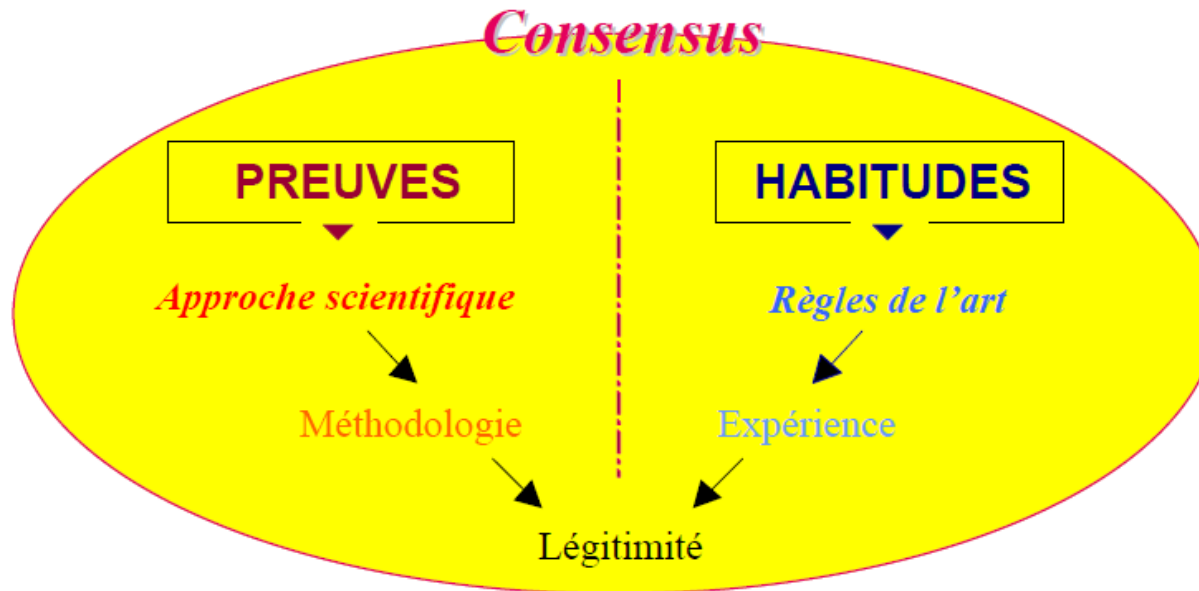 Consensus
PREUVES
HABITUDES
Approche scientifique
Règles de l’art
Méthodologie
Expérience
Légitimité